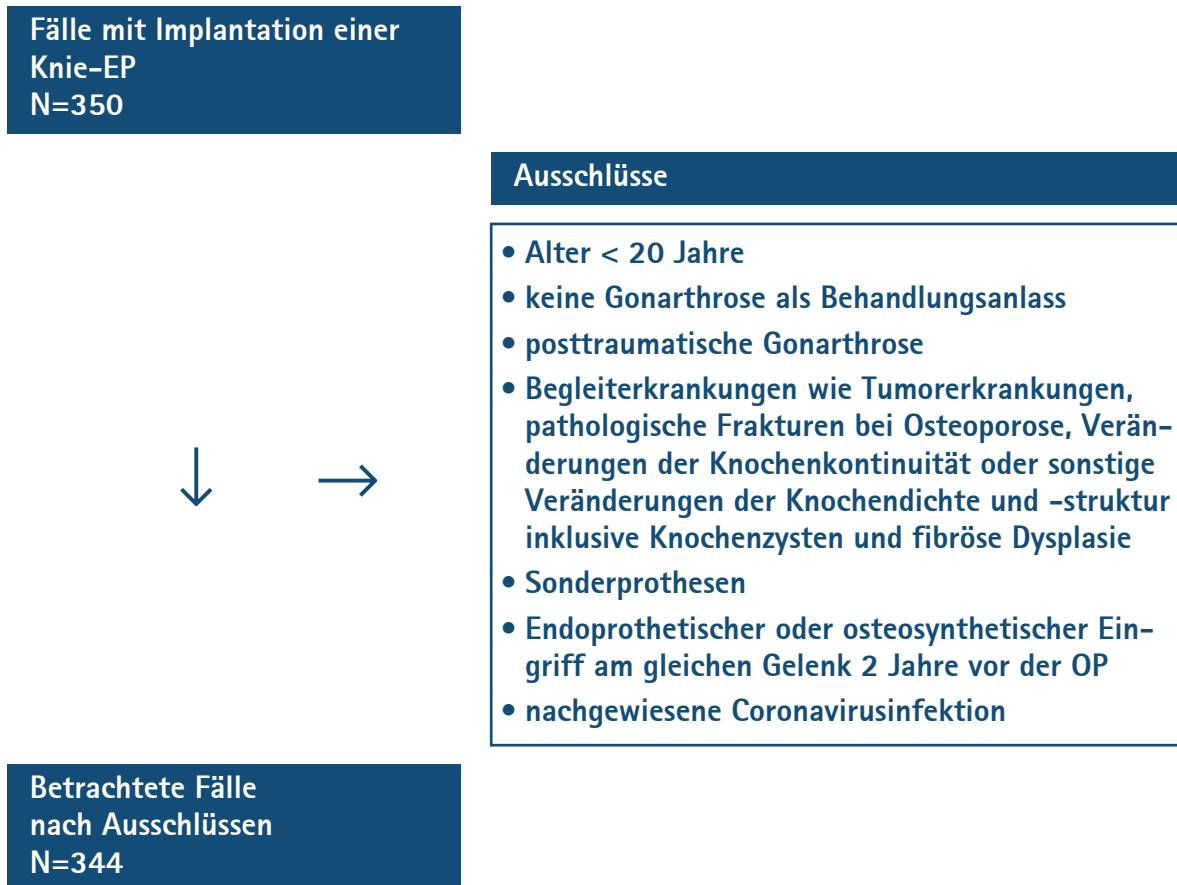 Fälle mit Implantation einer
Knie-EP
N=350
Ausschlüsse
• Alter < 20 Jahre
• keine Gonarthrose als Behandlungsanlass
• posttraumatische Gonarthrose
• Begleiterkrankungen wie Tumorerkrankungen,
pathologische Frakturen bei Osteoporose, Verän-
derungen der Knochenkontinuität oder sonstige
Veränderungen der Knochendichte und -struktur
inklusive Knochenzysten und fibröse Dysplasie
• Sonderprothesen
• Endoprothetischer oder osteosynthetischer Ein-
griff am gleichen Gelenk 2 Jahre vor der OP
• nachgewiesene Coronavirusinfektion
Betrachtete Fälle
nach Ausschlüssen
N=344